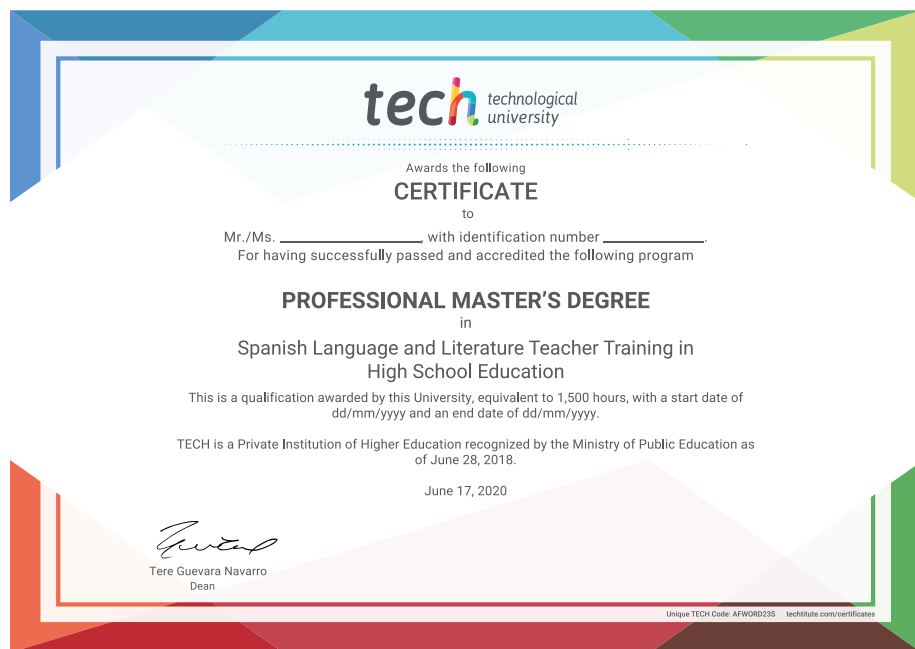 tech technological
university
Awards the following
CERTIFICATE
to
Mr./Ms. ____________________, with identification number ______________.
For having successfully passed and accredited the following program
PROFESSIONAL MASTER’S DEGREE
in
Spanish Language and Literature Teacher Training in
High School Education
This is a qualification awarded by this University, equivalent to 1,500 hours, with a start date of
dd/mm/yyyy and an end date of dd/mm/yyyy.
TECH is a Private Institution of Higher Education recognized by the Ministry of Public Education as
of June 28, 2018.
June 17, 2020
Tere Guevara Navarro
Dean
Unique TECH Code: AFWORD23S techtitute.com/certificates